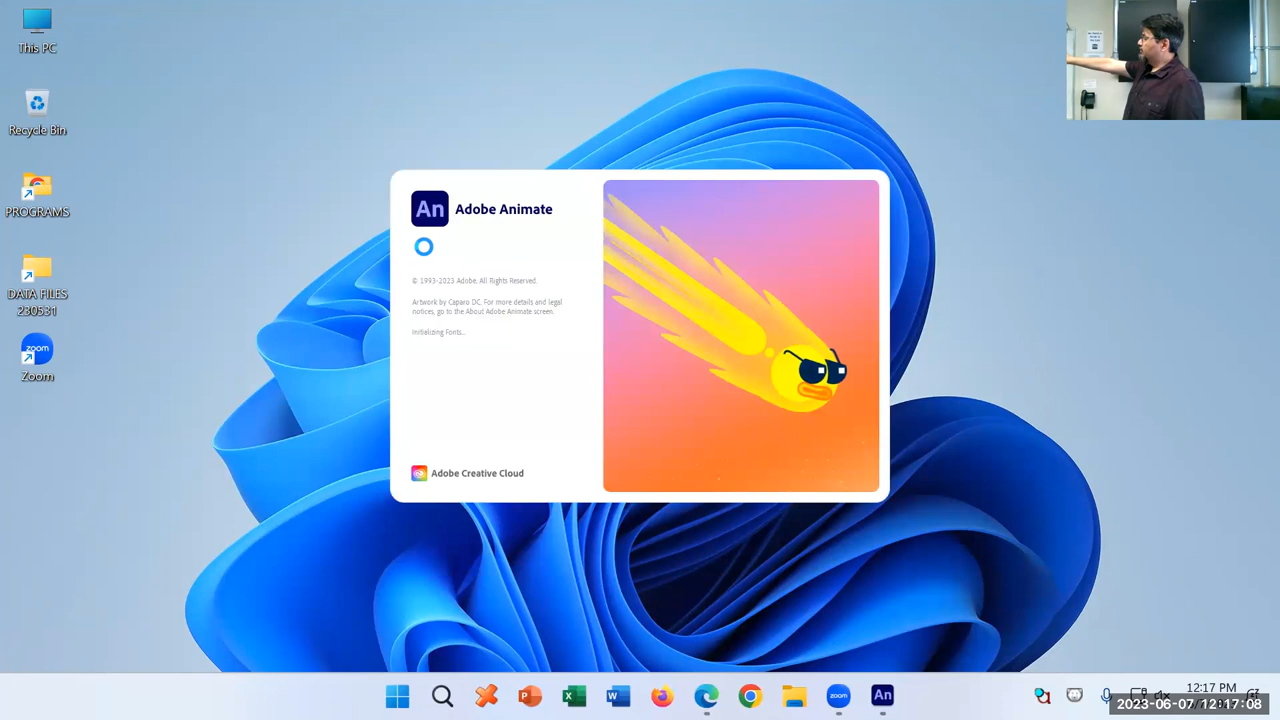 This PC
Recycle Bin
PROGRAMS
DATA FILES
230531
zoom
Zoom
An
Adobe Animate
© 1993-2023 Adobe. All Rights Reserved.
Artwork by Caparo DC. For more details and legal
notices, go to the About Adobe Animate screen.
Initializing Fonts...
Adobe Creative Cloud
P
X
W
zoom
An
12:17 PM
2023-06-07 12:17:08